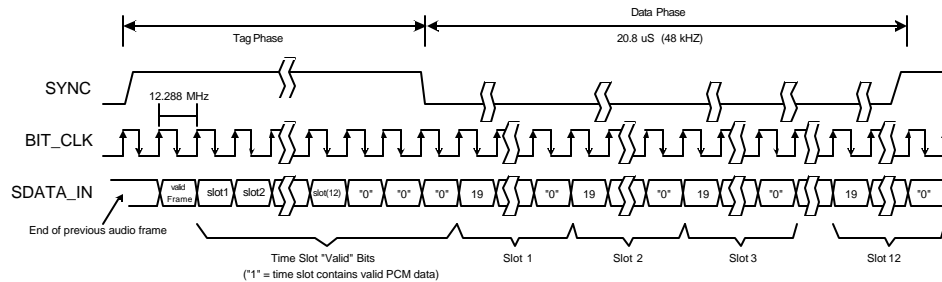 Tag Phase
Data Phase
20.8 uS (48 kHZ)
SYNC
12.288 MHz
BIT_CLK
SDATA_IN
valid Frame slot1 slot2 slot(12) "0" "0" "0" 19 "0" 19 "0" 19 "0" 19 "0"
End of previous audio frame
Time Slot "Valid" Bits
("1" = time slot contains valid PCM data)
Slot 1
Slot 2
Slot 3
Slot 12